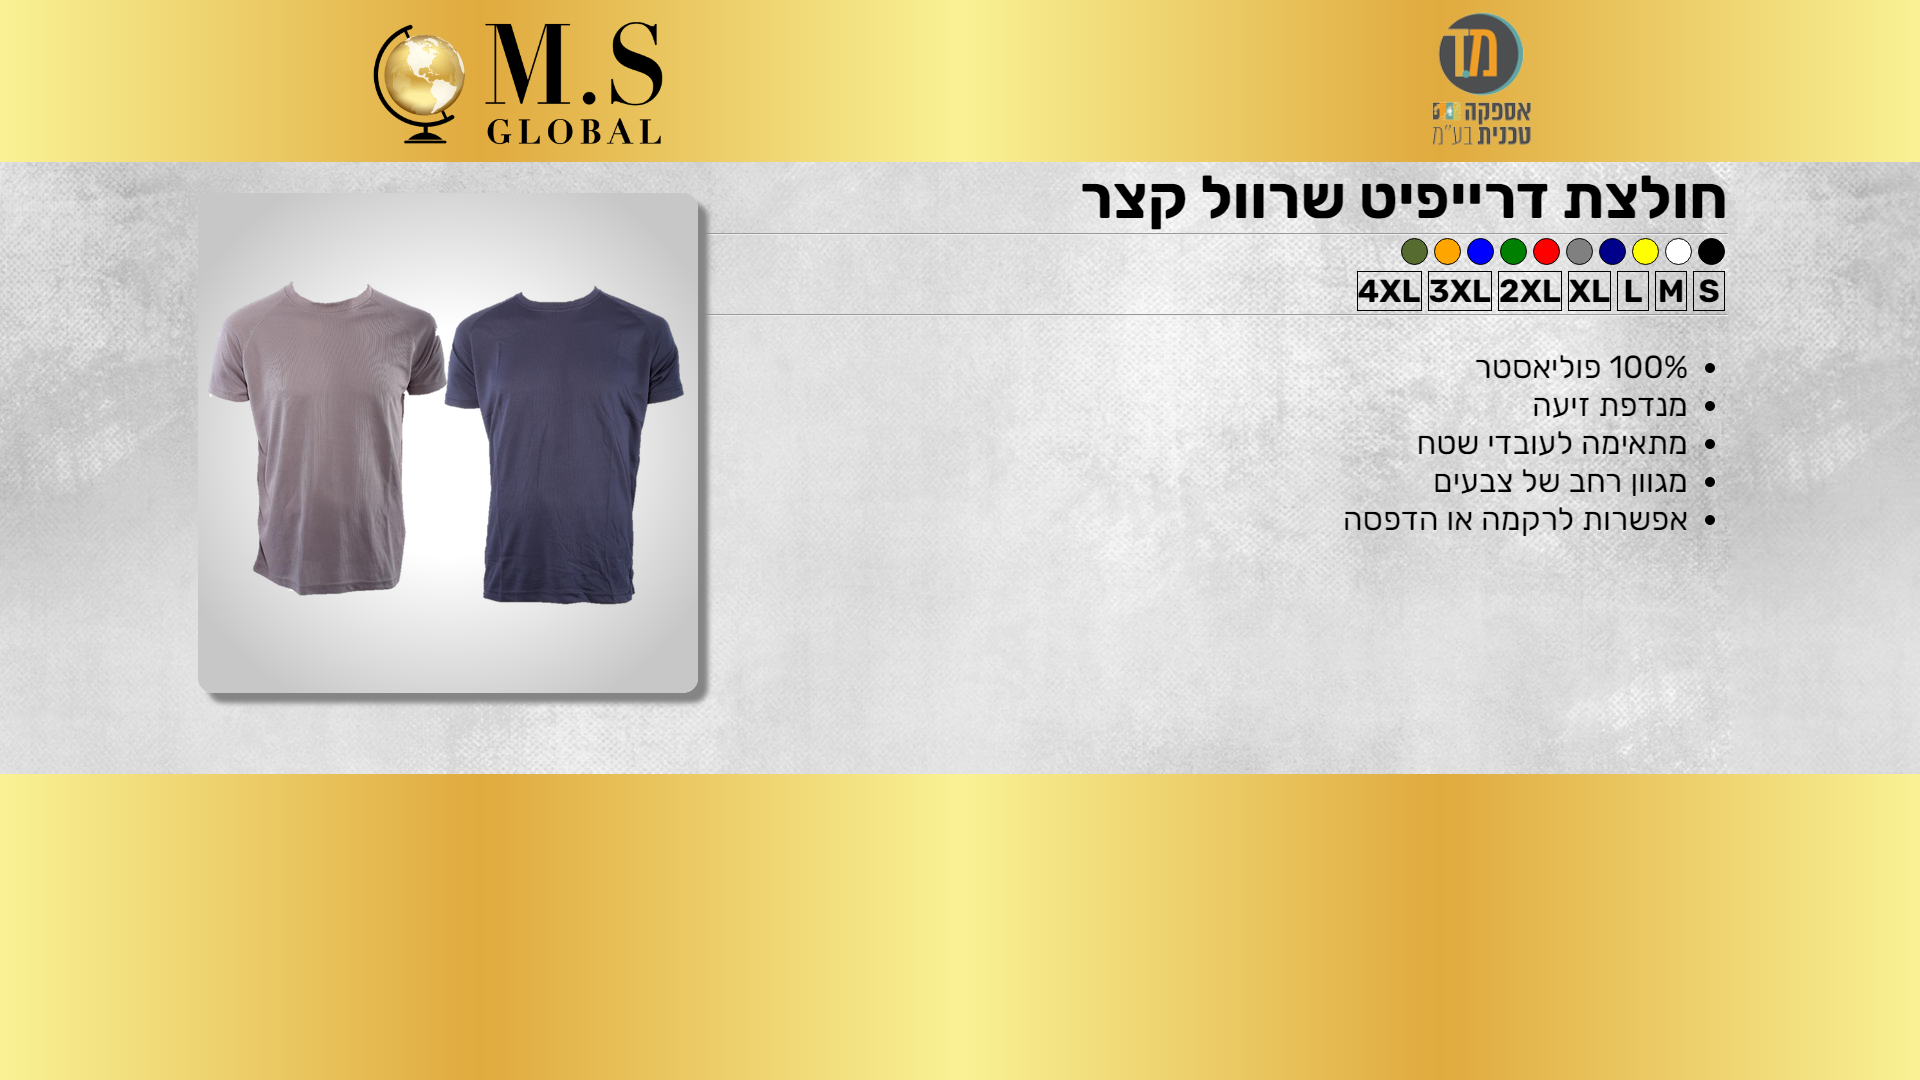 M.S
GLOBAL
מ.ד
אספקה
טכנית בע"מ
חולצת דרייפיט שרוול קצר
S M L XL 2XL 3XL 4XL
100% פוליאסטר
מנדפת זיעה
מתאימה לעובדי שטח
מגוון רחב של צבעים
אפשרות לרקמה או הדפסה